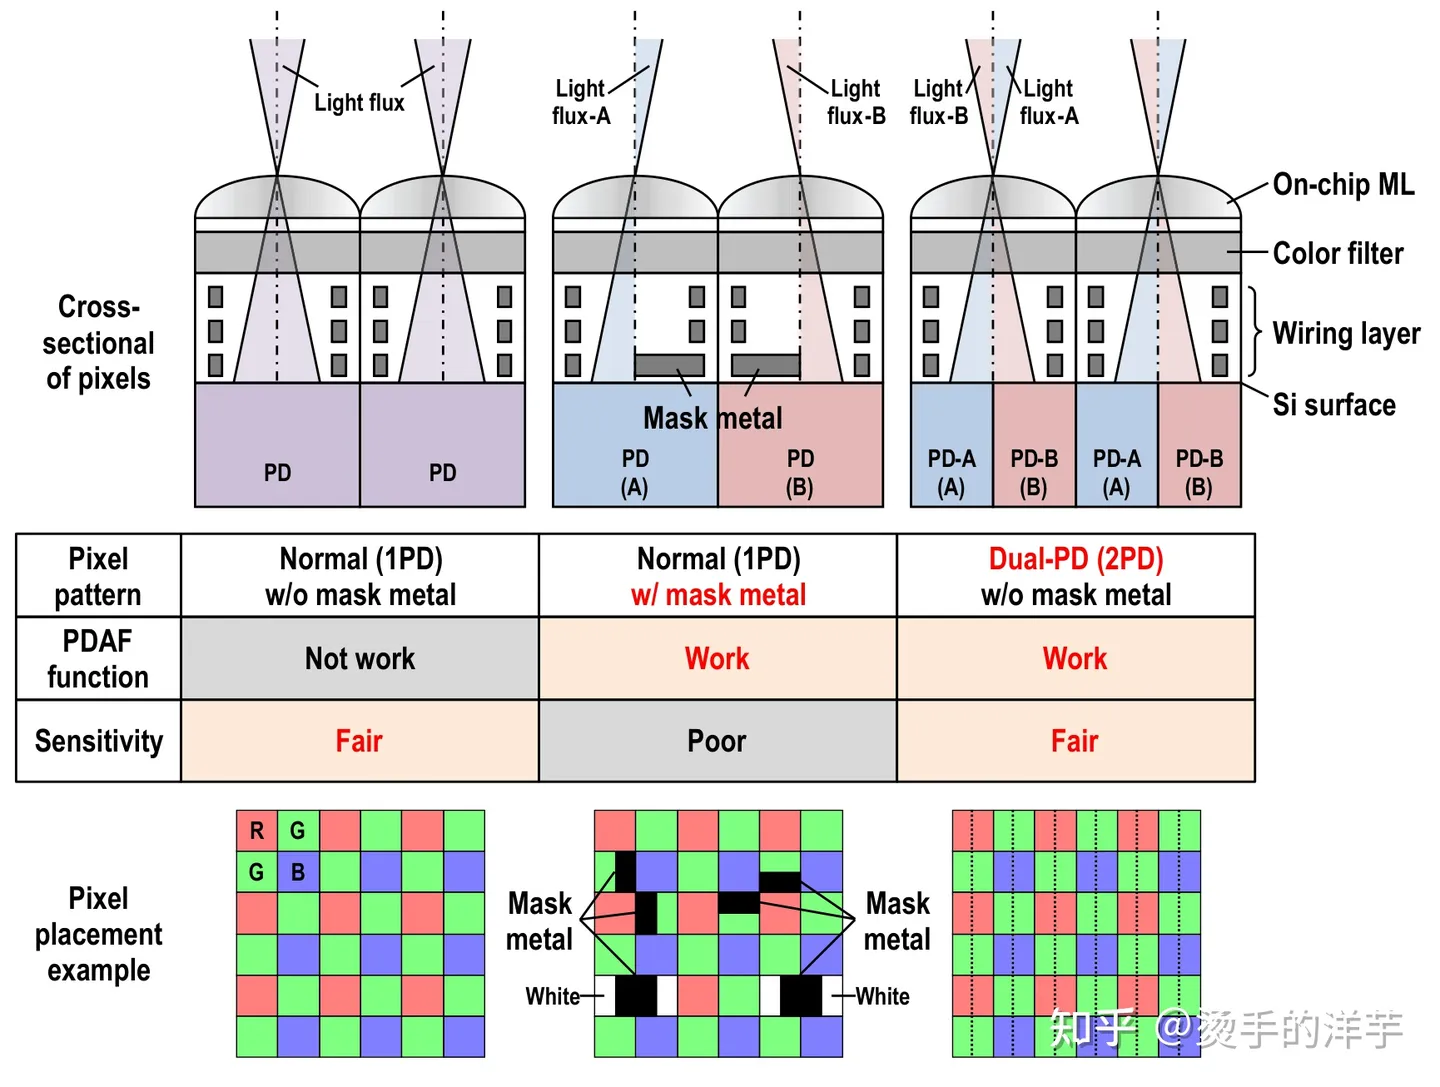 Light flux
Light
flux-A
Light
flux-B
Light
flux-B
Light
flux-A
On-chip ML
Color filter
Wiring layer
Si surface
Cross-
sectional
of pixels
Mask metal
PD
PD
PD
(A)
PD
(B)
PD-A
(A)
PD-B
(B)
PD-A
(A)
PD-B
(B)
Pixel
pattern
Normal (1PD)
w/o mask metal
Normal (1PD)
w/ mask metal
Dual-PD (2PD)
w/o mask metal
PDAF
function
Not work
Work
Work
Sensitivity
Fair
Poor
Fair
Pixel
placement
example
R G
G B
Mask
metal
Mask
metal
White
White
知乎 @烫手的洋芋